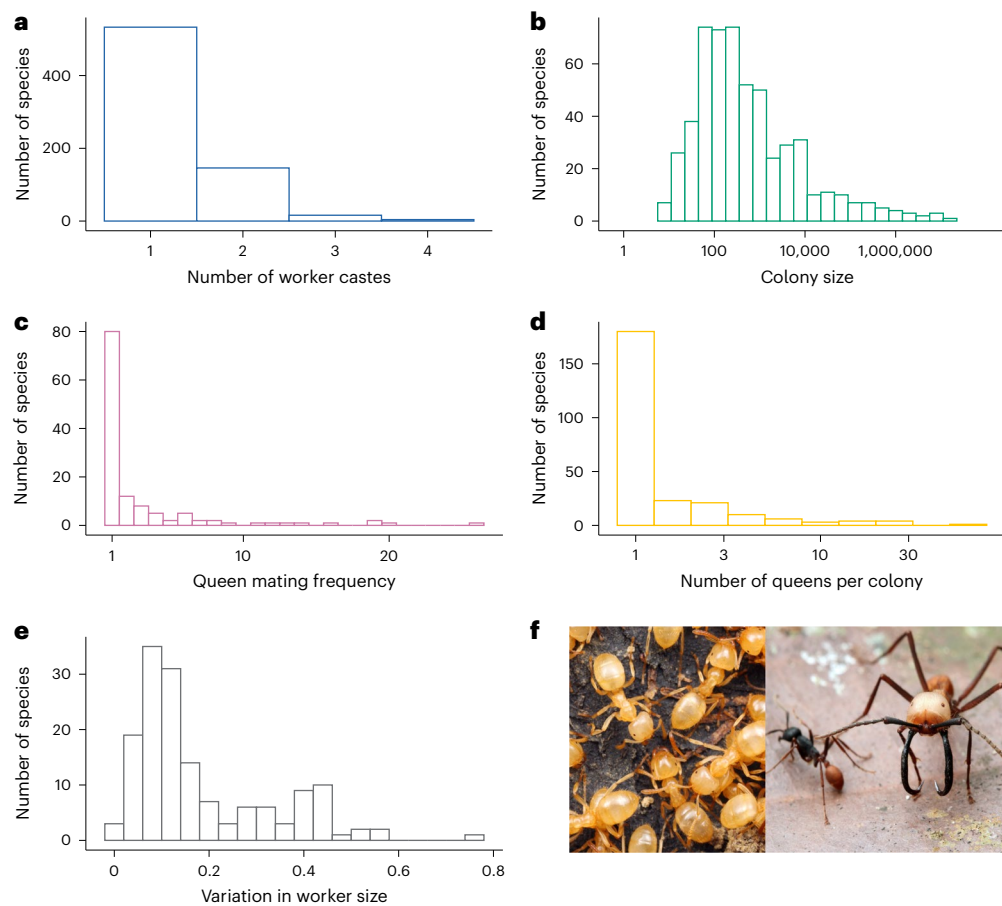 a
Number of species
400
200
0
1 2 3 4
Number of worker castes
b
Number of species
60
40
20
0
1 100 10,000 1,000,000
Colony size
c
Number of species
80
60
40
20
0
1 10 20
Queen mating frequency
d
Number of species
150
100
50
0
1 3 10 30
Number of queens per colony
e
Number of species
30
20
10
0
0 0.2 0.4 0.6 0.8
Variation in worker size
f